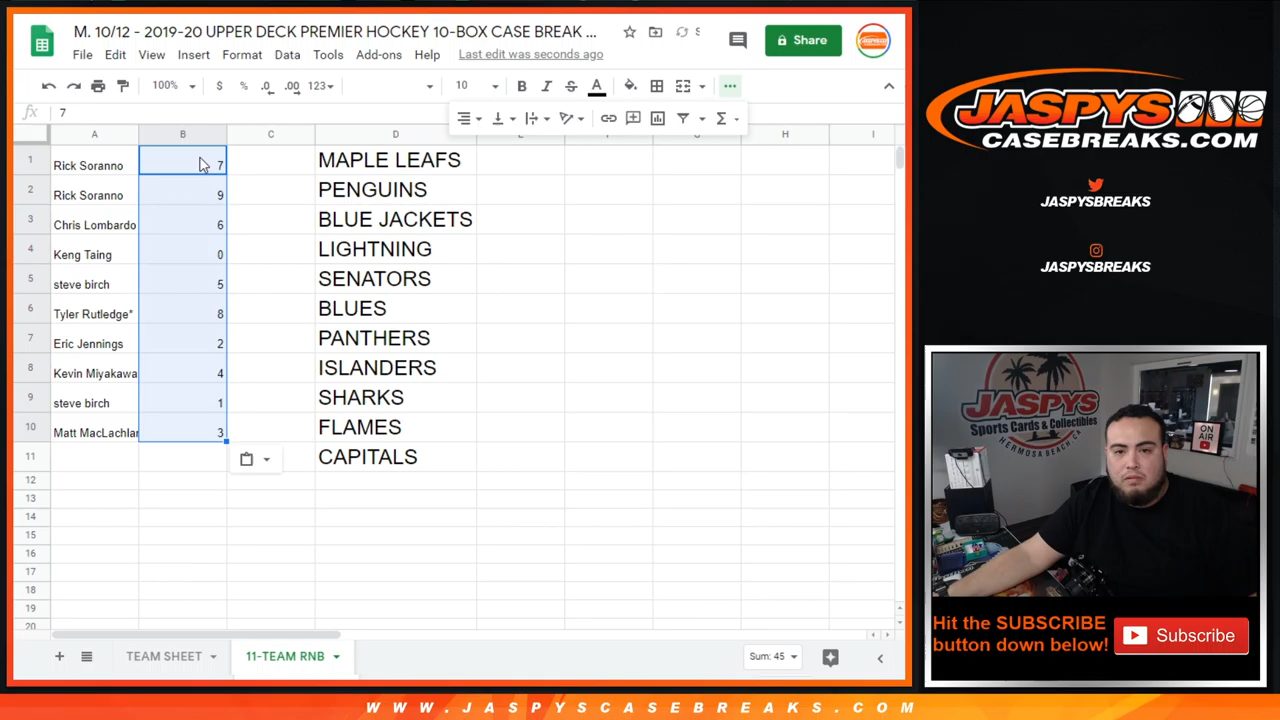 M. 10/12 - 2019-20 UPPER DECK PREMIER HOCKEY 10-BOX CASE BREAK ...
File Edit View Insert Format Data Tools Add-ons Help Last edit was seconds ago
Share
100% $ % .0 .00 123 10 B I S A
fx 7
A B C D H I
1 Rick Soranno 7 MAPLE LEAFS
2 Rick Soranno 9 PENGUINS
3 Chris Lombardo 6 BLUE JACKETS
4 Keng Taing 0 LIGHTNING
5 steve birch 5 SENATORS
6 Tyler Rutledge* 8 BLUES
7 Eric Jennings 2 PANTHERS
8 Kevin Miyakawa 4 ISLANDERS
9 steve birch 1 SHARKS
10 Matt MacLachlan 3 FLAMES
11 CAPITALS
12
13
14
15
16
17
18
19
20
TEAM SHEET 11-TEAM RNB Sum: 45
JASPYS
CASEBREAKS.COM
JASPYSBREAKS
JASPYSBREAKS
JASPYS
Sports Cards & Collectibles
HERMOSA BEACH, CA
ON
AIR
Hit the SUBSCRIBE
button down below!
Subscribe
WWW.JASPYSCASEBREAKS.COM